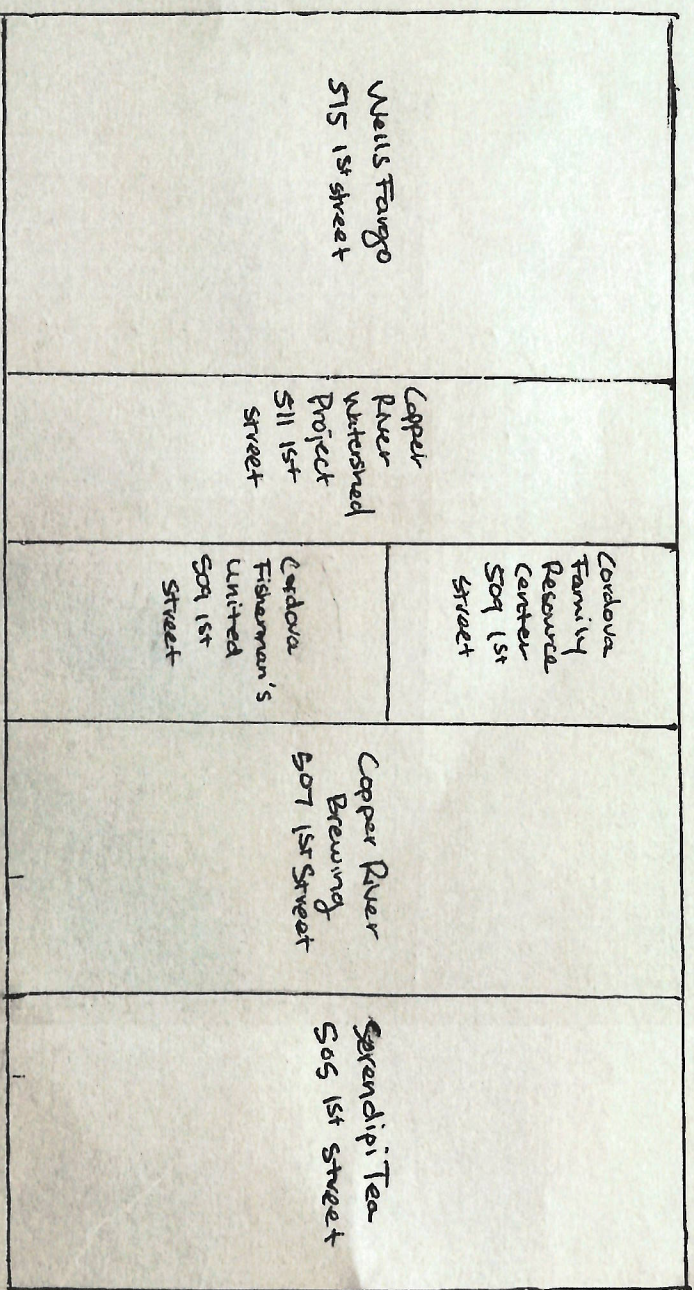 Wells Fargo
515 1st street
Copper
River
Watershed
Project
511 1st
street
Cordova
Family
Resource
Center
509 1st
street
Cordova
Fisherman's
United
509 1st
street
Copper River
Brewing
507 1st Street
SerendipiTea
505 1st street